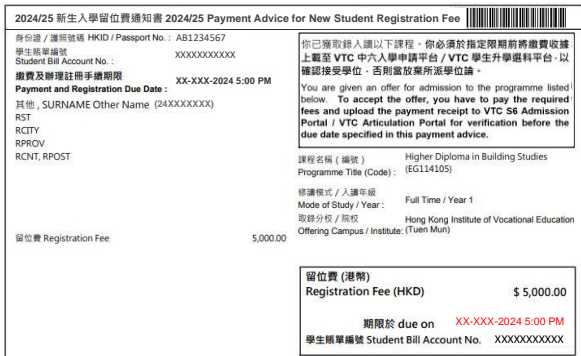 2024/25 新生入學留位費通知書 2024/25 Payment Advice for New Student Registration Fee
身份證 / 護照號碼 HKID / Passport No. : AB1234567
學生賬單編號
Student Bill Account No. : XXXXXXXXXXX
繳費及辦理註冊手續期限
Payment and Registration Due Date : XX-XXX-2024 5:00 PM
其他 , SURNAME Other Name (24XXXXXXX)
RST
RCITY
RPROV
RCNT, RPOST
留位費 Registration Fee 5,000.00
你已獲取錄入讀以下課程。你必須於指定限期前將繳費收據
上載至 VTC 中六入學申請平台 / VTC 學生升學選科平台，以
確認接受學位，否則當放棄所派學位論。
You are given an offer for admission to the programme listed
below. To accept the offer, you have to pay the required
fees and upload the payment receipt to VTC S6 Admission
Portal / VTC Articulation Portal for verification before the
due date specified in this payment advice.
課程名稱 ( 編號 ) Higher Diploma in Building Studies
Programme Title (Code) : (EG114105)
修讀模式 / 入讀年級
Mode of Study / Year : Full Time / Year 1
取錄分校 / 院校 Hong Kong Institute of Vocational Education
Offering Campus / Institute: (Tuen Mun)
留位費 (港幣)
Registration Fee (HKD) $ 5,000.00
期限於 due on XX-XXX-2024 5:00 PM
學生賬單編號 Student Bill Account No. XXXXXXXXXXX